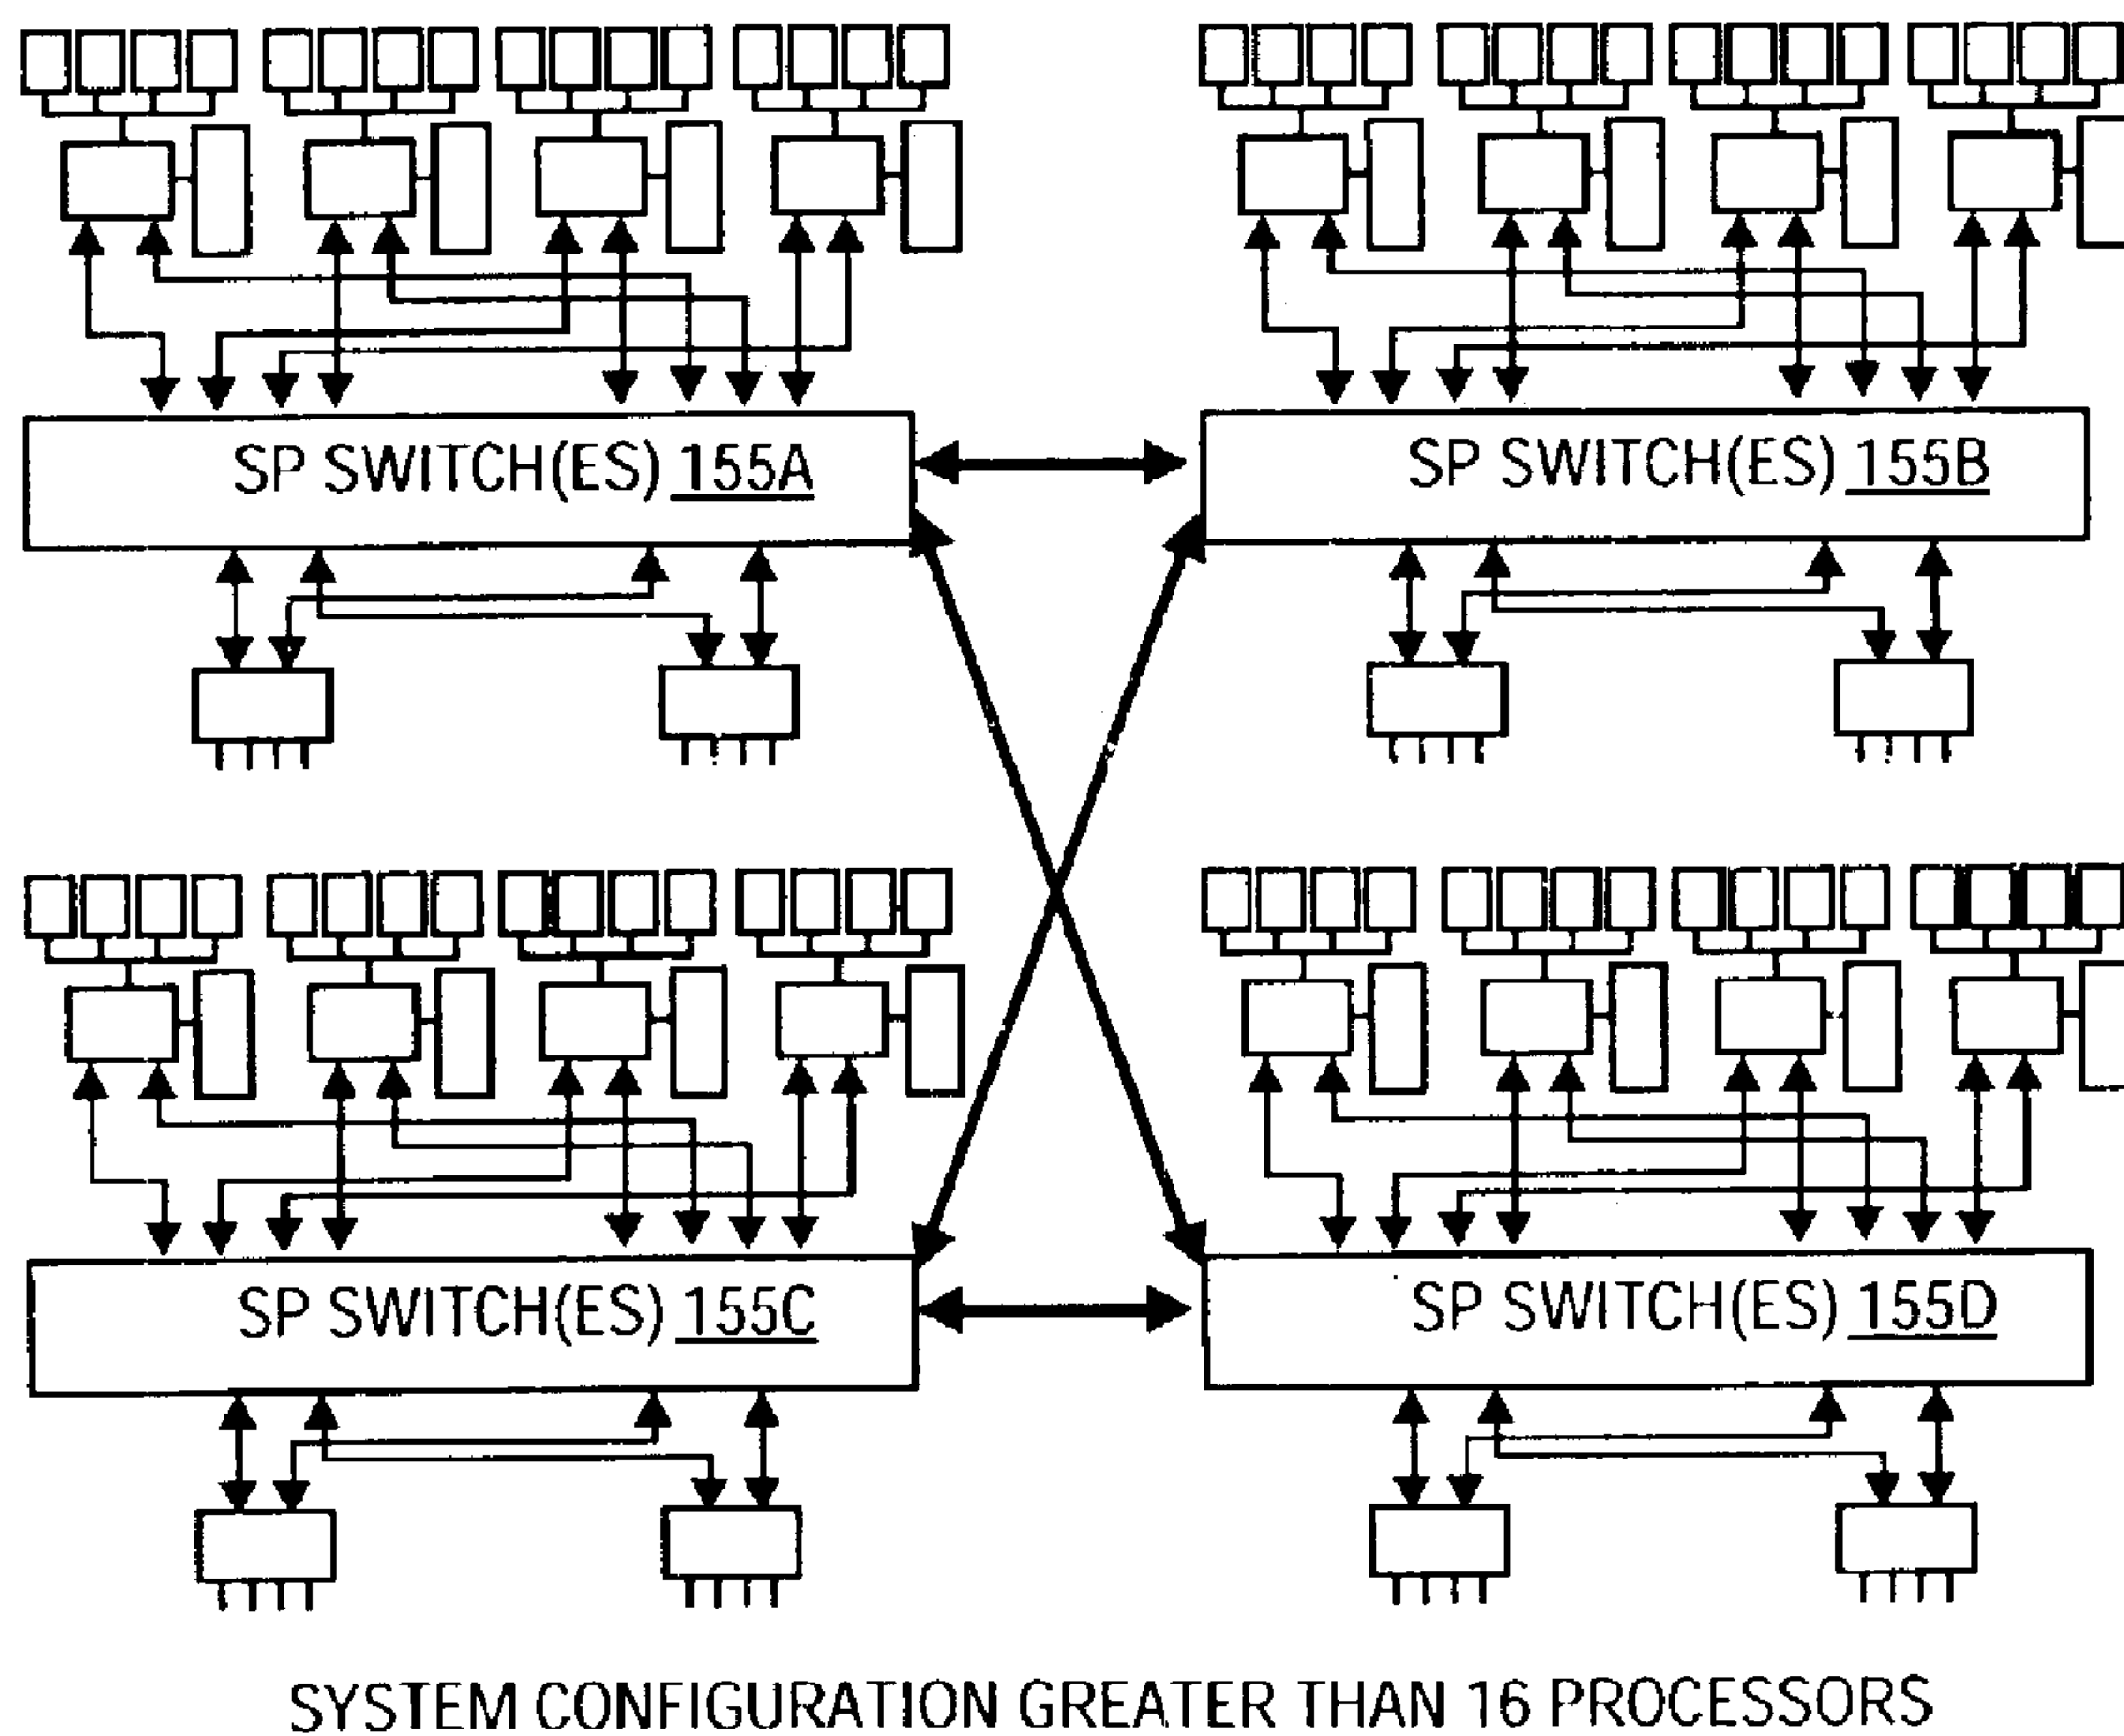 SP SWITCH(ES) 155A
SP SWITCH(ES) 155B
SP SWITCH(ES) 155C
SP SWITCH(ES) 155D
SYSTEM CONFIGURATION GREATER THAN 16 PROCESSORS